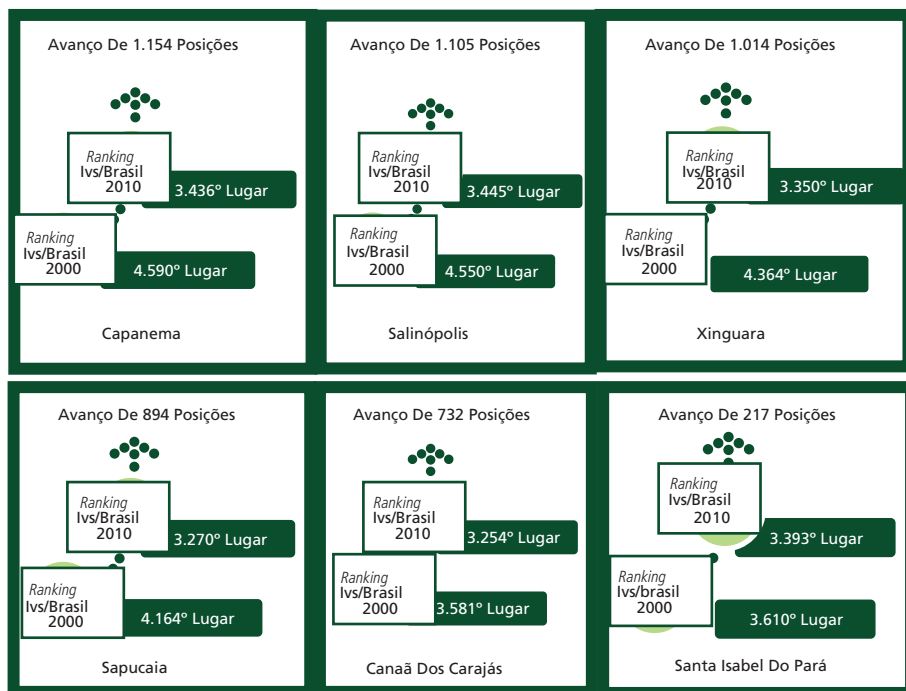 Avanço De 1.154 Posições
Ranking
Ivs/Brasil
2010
3.436º Lugar
Ranking
Ivs/Brasil
2000
4.590º Lugar
Capanema
Avanço De 1.105 Posições
Ranking
Ivs/Brasil
2010
3.445º Lugar
Ranking
Ivs/Brasil
2000
4.550º Lugar
Salinópolis
Avanço De 1.014 Posições
Ranking
Ivs/Brasil
2010
3.350º Lugar
Ranking
Ivs/Brasil
2000
4.364º Lugar
Xinguara
Avanço De 894 Posições
Ranking
Ivs/Brasil
2010
3.270º Lugar
Ranking
Ivs/Brasil
2000
4.164º Lugar
Sapucaia
Avanço De 732 Posições
Ranking
Ivs/Brasil
2010
3.254º Lugar
Ranking
Ivs/Brasil
2000
3.581º Lugar
Canaã Dos Carajás
Avanço De 217 Posições
Ranking
Ivs/Brasil
2010
3.393º Lugar
Ranking
Ivs/brasil
2000
3.610º Lugar
Santa Isabel Do Pará